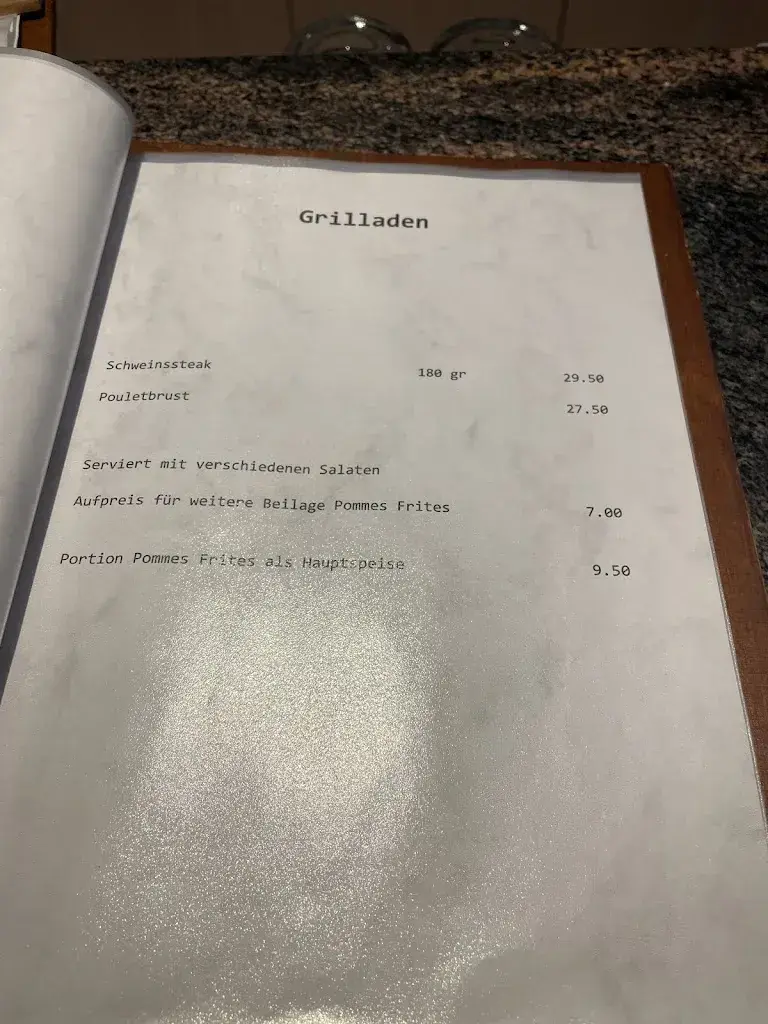 Grilladen
Schweinssteak 180 gr 29.50
Pouletbrust 27.50
Serviert mit verschiedenen Salaten
Aufpreis für weitere Beilage Pommes Frites 7.00
Portion Pommes Frites als Hauptspeise 9.50